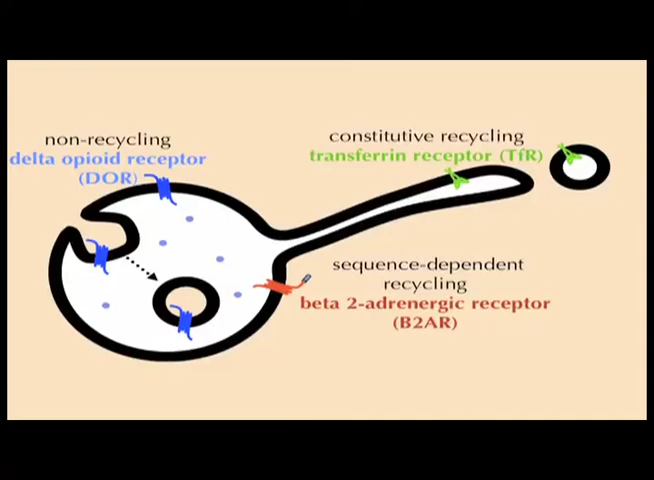 non-recycling
delta opioid receptor
(DOR)
constitutive recycling
transferrin receptor (TfR)
sequence-dependent
recycling
beta 2-adrenergic receptor
(B2AR)